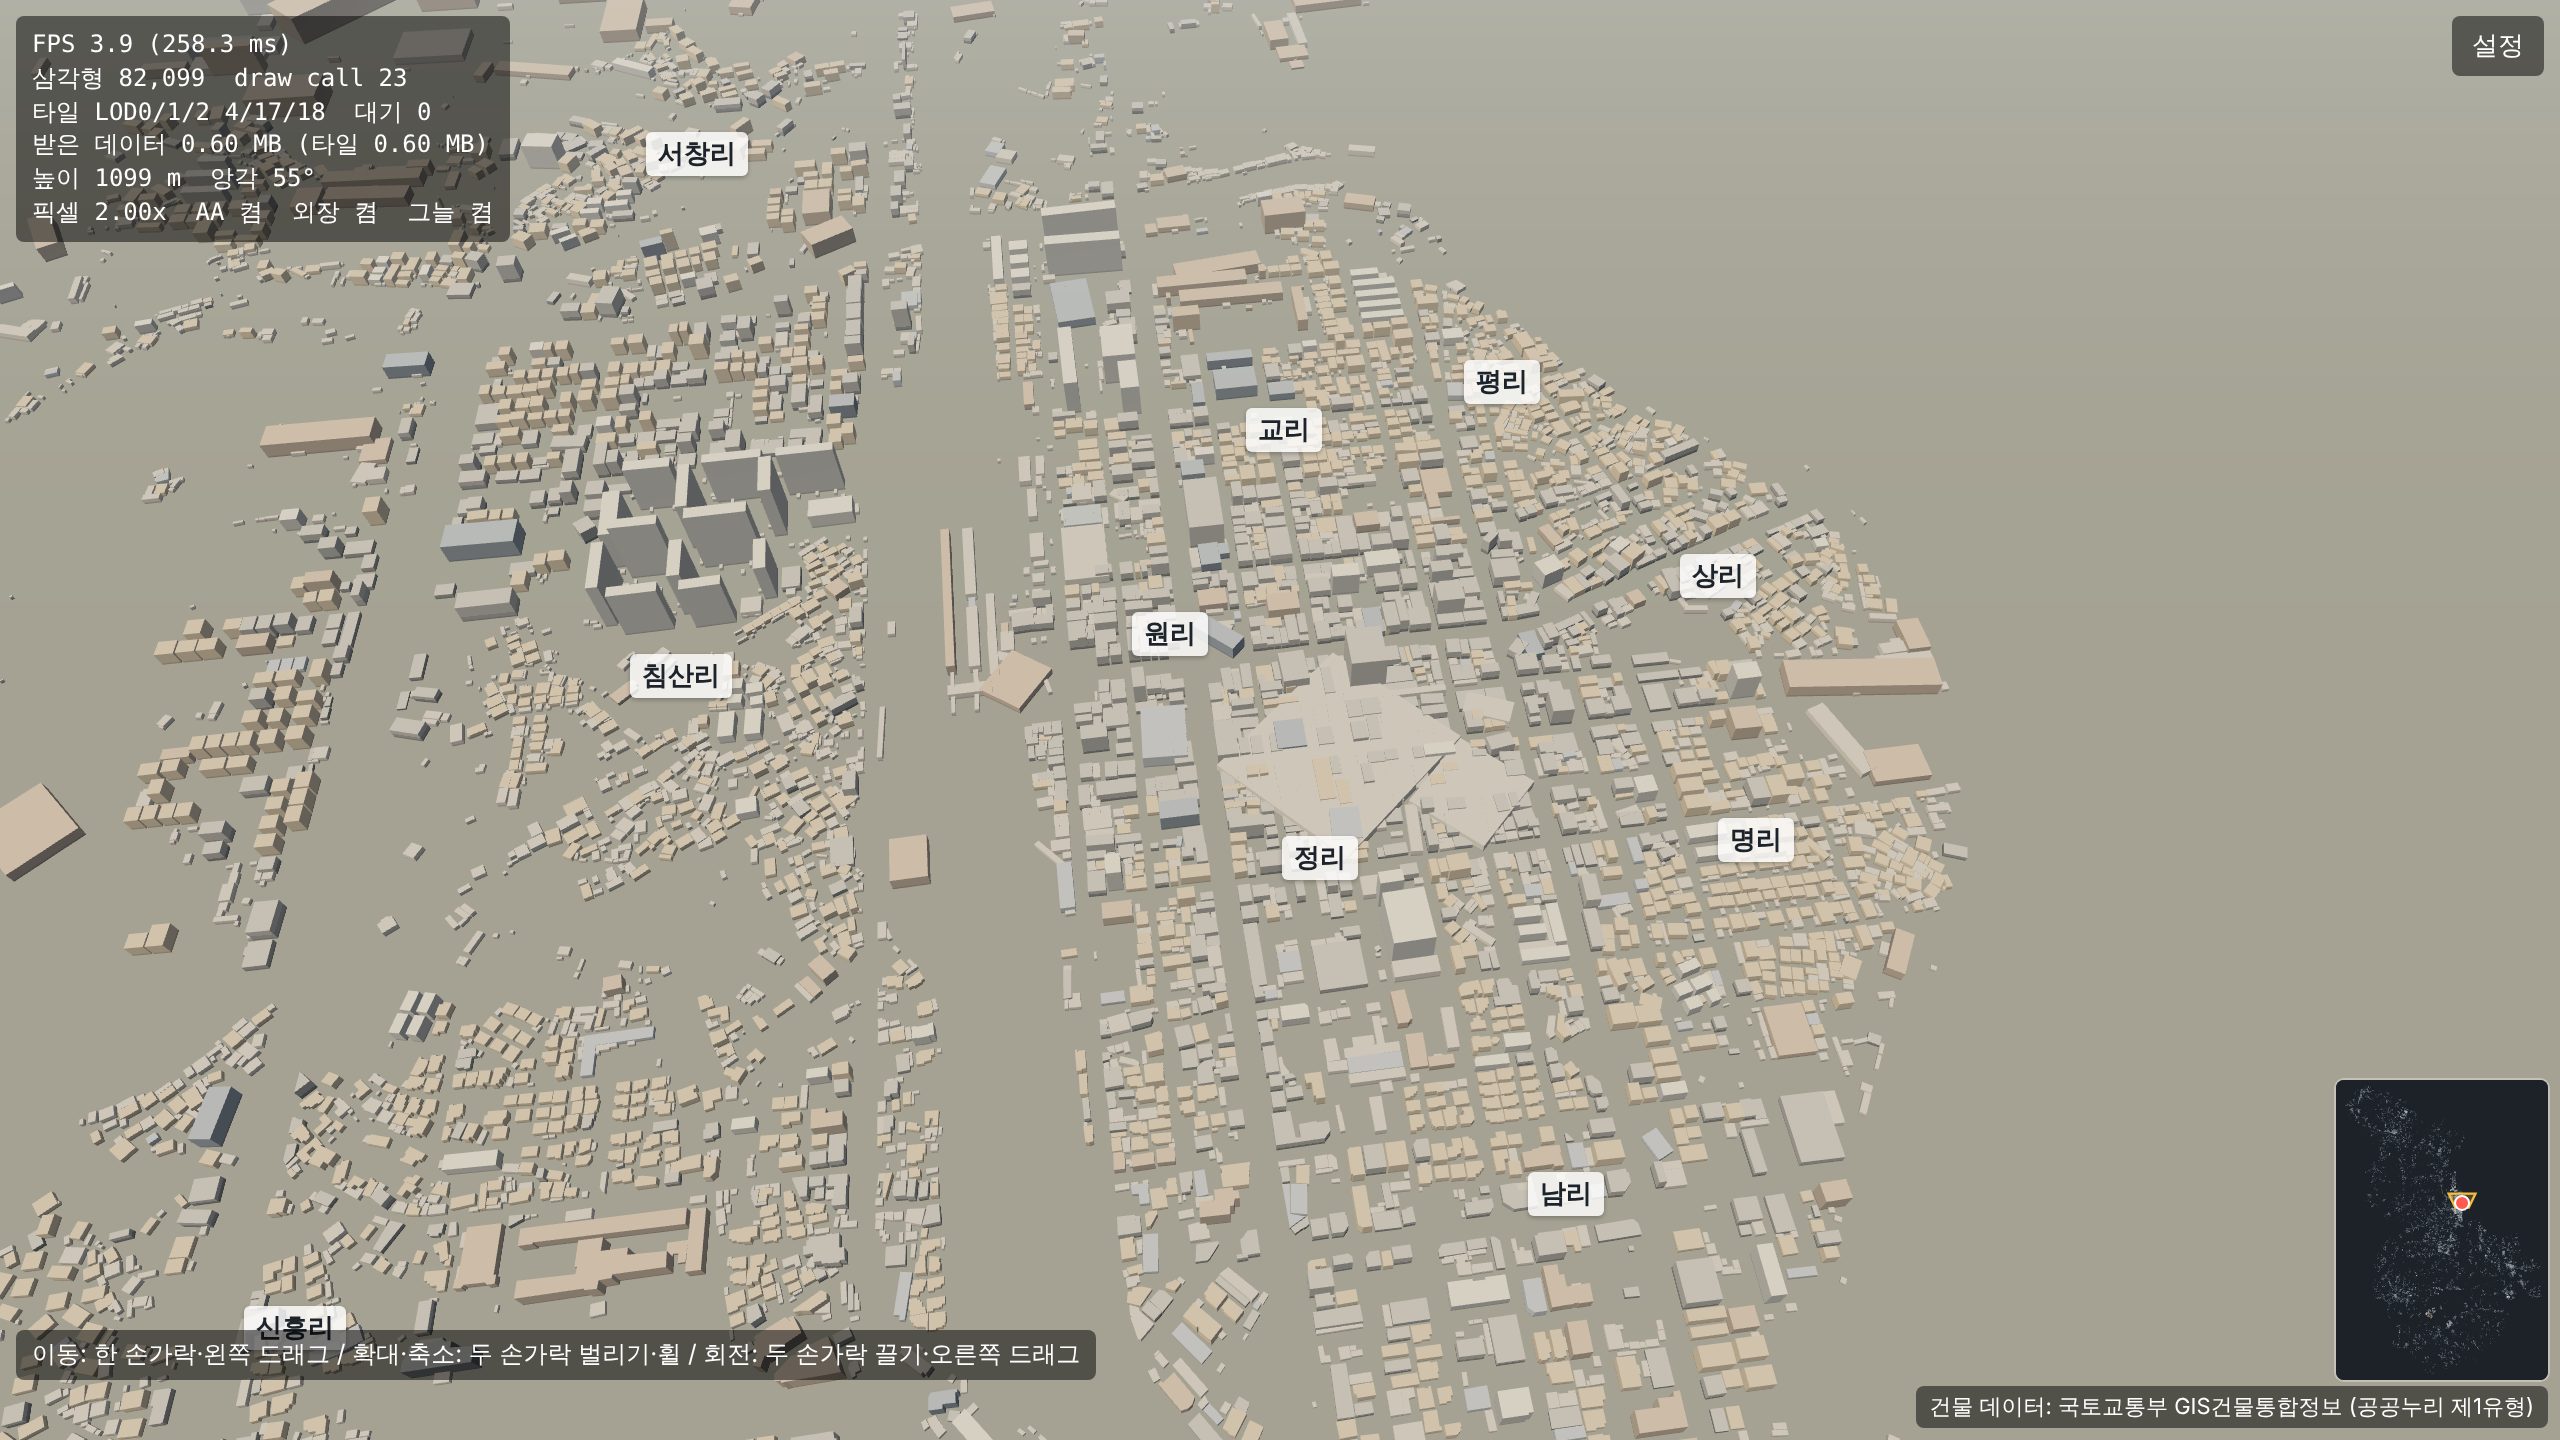 FPS 3.9 (258.3 ms)
삼각형 82,099 draw call 23
타일 LOD0/1/2 4/17/18 대기 0
받은 데이터 0.60 MB (타일 0.60 MB)
높이 1099 m 앙각 55°
픽셀 2.00x AA 켬 외장 켬 그늘 켬
설정
서창리
평리
교리
상리
원리
침산리
명리
정리
남리
신흥리
이동: 한 손가락·왼쪽 드래그 / 확대·축소: 두 손가락 벌리기·휠 / 회전: 두 손가락 끌기·오른쪽 드래그
건물 데이터: 국토교통부 GIS건물통합정보 (공공누리 제1유형)